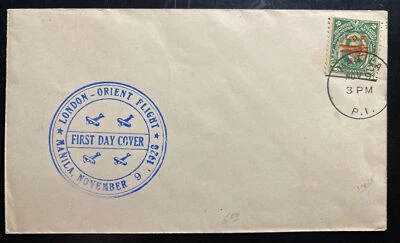 LONDON - ORIENT FLIGHT
FIRST DAY COVER
MANILA, NOVEMBER 9, 1928
3 PM
P.I.